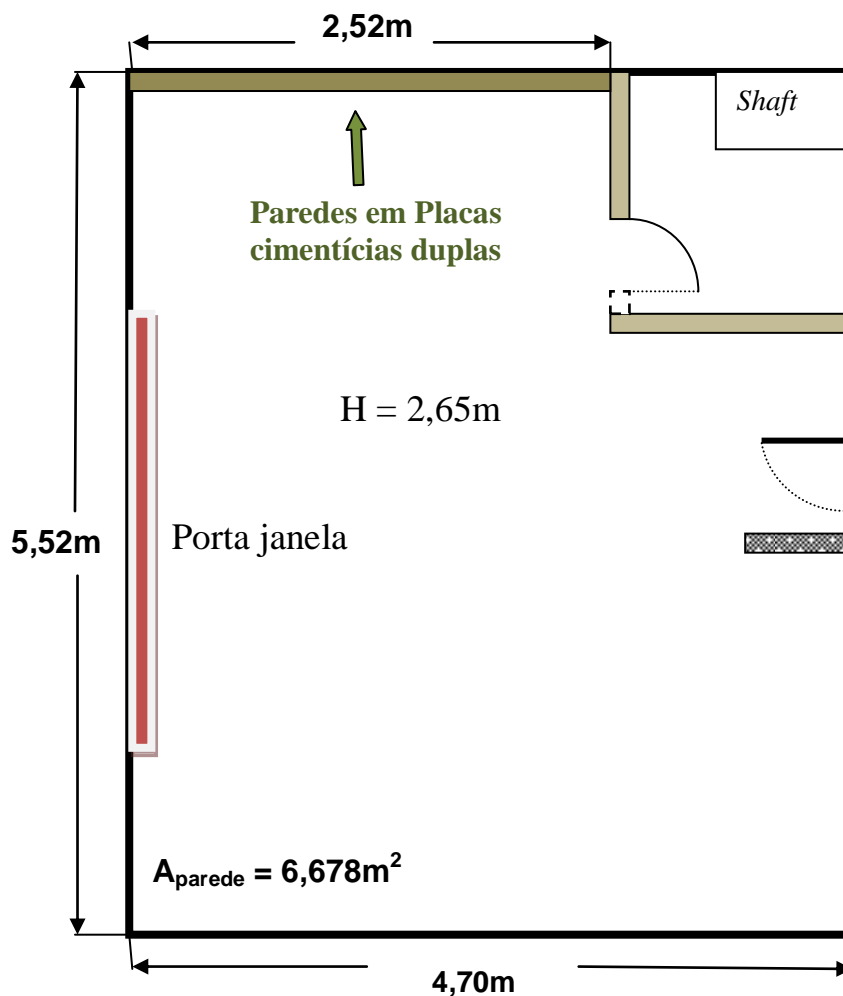 2,52m
Shaft
Paredes em Placas
cimentícias duplas
H = 2,65m
5,52m
Porta janela
Aparede = 6,678m²
4,70m